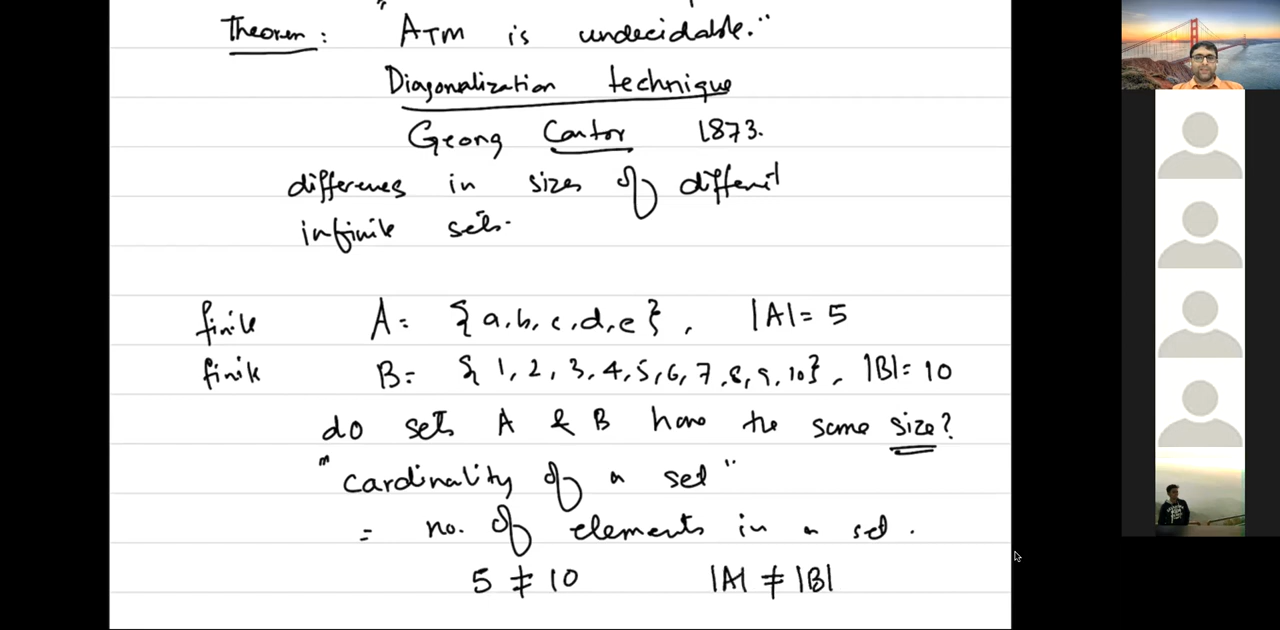 Theorem : "ATM is undecidable."
Diagonalization technique
Georg Cantor 1873.
differences in sizes of different
infinite sets.
finite A= {a,b,c,d,e}, |A|= 5
finite B= {1,2,3,4,5,6,7,8,9,10}, |B|= 10
do sets A & B have the same size?
"cardinality of a set"
= no. of elements in a set.
5 ≠ 10 |A| ≠ |B|